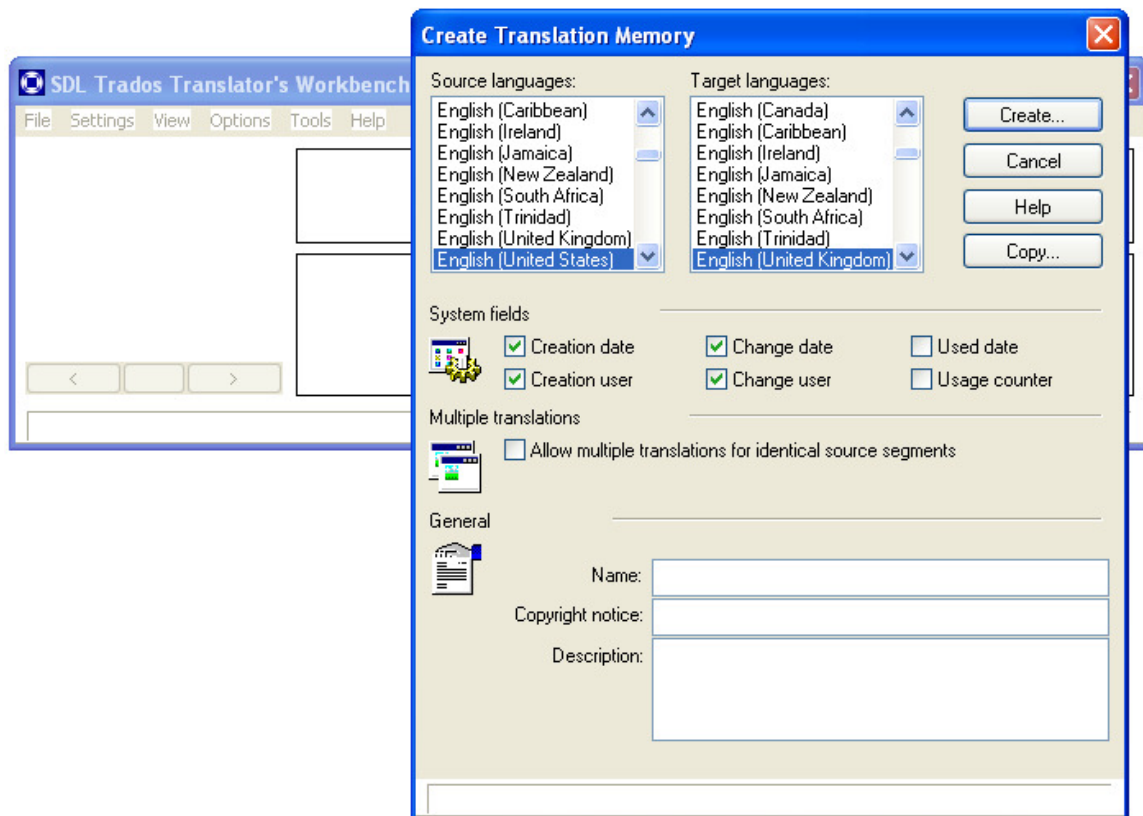 Create Translation Memory
SDL Trados Translator's Workbench
File Settings View Options Tools Help
< >
Source languages:
English (Caribbean)
English (Ireland)
English (Jamaica)
English (New Zealand)
English (South Africa)
English (Trinidad)
English (United Kingdom)
English (United States)
Target languages:
English (Canada)
English (Caribbean)
English (Ireland)
English (Jamaica)
English (New Zealand)
English (South Africa)
English (Trinidad)
English (United Kingdom)
Create...
Cancel
Help
Copy...
System fields
Creation date Change date Used date
Creation user Change user Usage counter
Multiple translations
Allow multiple translations for identical source segments
General
Name:
Copyright notice:
Description: